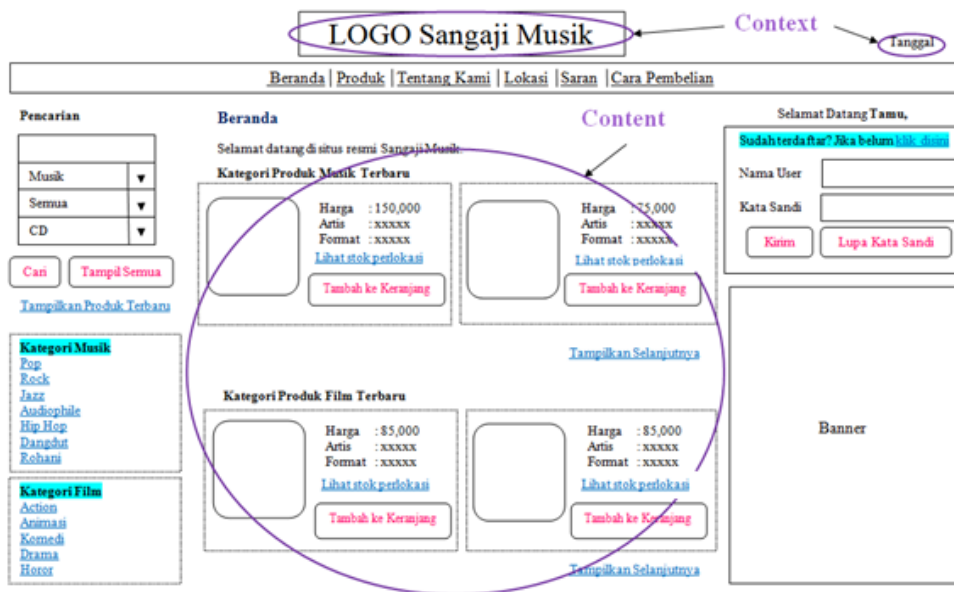 LOGO Sangaji Musik
Context
Tanggal
Beranda | Produk | Tentang Kami | Lokasi | Saran | Cara Pembelian
Pencarian
Musik
Semua
CD
Cari
Tampil Semua
Tampilkan Produk Terbaru
Kategori Musik
Pop
Rock
Jazz
Audiophile
Hip Hop
Dangdut
Rohani
Kategori Film
Action
Animasi
Komedi
Drama
Horor
Beranda
Content
Selamat datang di situs resmi Sangaji Musik.
Kategori Produk Musik Terbaru
Harga : 150,000
Artis : xxxxx
Format : xxxxx
Lihat stok perlokasi
Tambah ke Keranjang
Harga : 75,000
Artis : xxxxx
Format : xxxxx
Lihat stok perlokasi
Tambah ke Keranjang
Tampilkan Selanjutnya
Kategori Produk Film Terbaru
Harga : 85,000
Artis : xxxxx
Format : xxxxx
Lihat stok perlokasi
Tambah ke Keranjang
Harga : 85,000
Artis : xxxxx
Format : xxxxx
Lihat stok perlokasi
Tambah ke Keranjang
Tampilkan Selanjutnya
Selamat Datang Tamu,
Sudah terdaftar? Jika belum klik disini
Nama User
Kata Sandi
Kirim
Lupa Kata Sandi
Banner